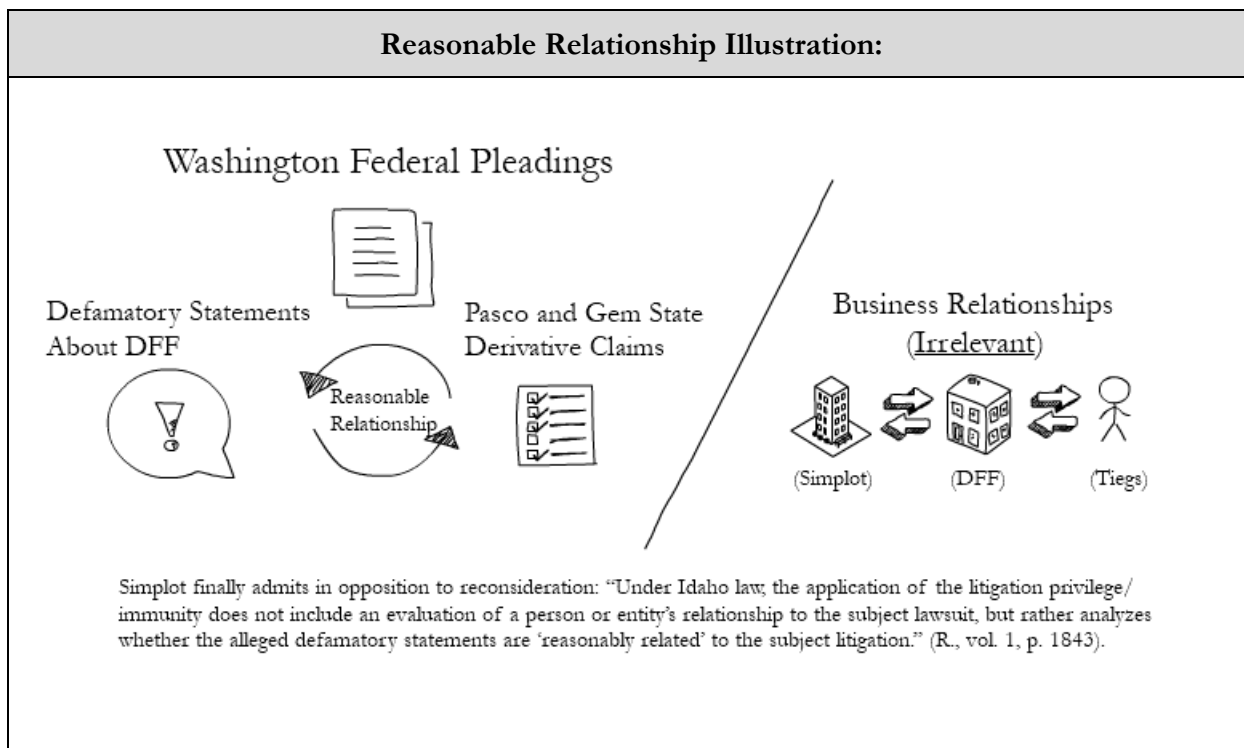 Reasonable Relationship Illustration:
Washington Federal Pleadings
Defamatory Statements
About DFF
Reasonable
Relationship
Pasco and Gem State
Derivative Claims
Business Relationships
(Irrelevant)
(Simplot)
(DFF)
(Tiegs)
Simplot finally admits in opposition to reconsideration: “Under Idaho law, the application of the litigation privilege/
immunity does not include an evaluation of a person or entity’s relationship to the subject lawsuit, but rather analyzes
whether the alleged defamatory statements are ‘reasonably related’ to the subject litigation.” (R., vol. 1, p. 1843).